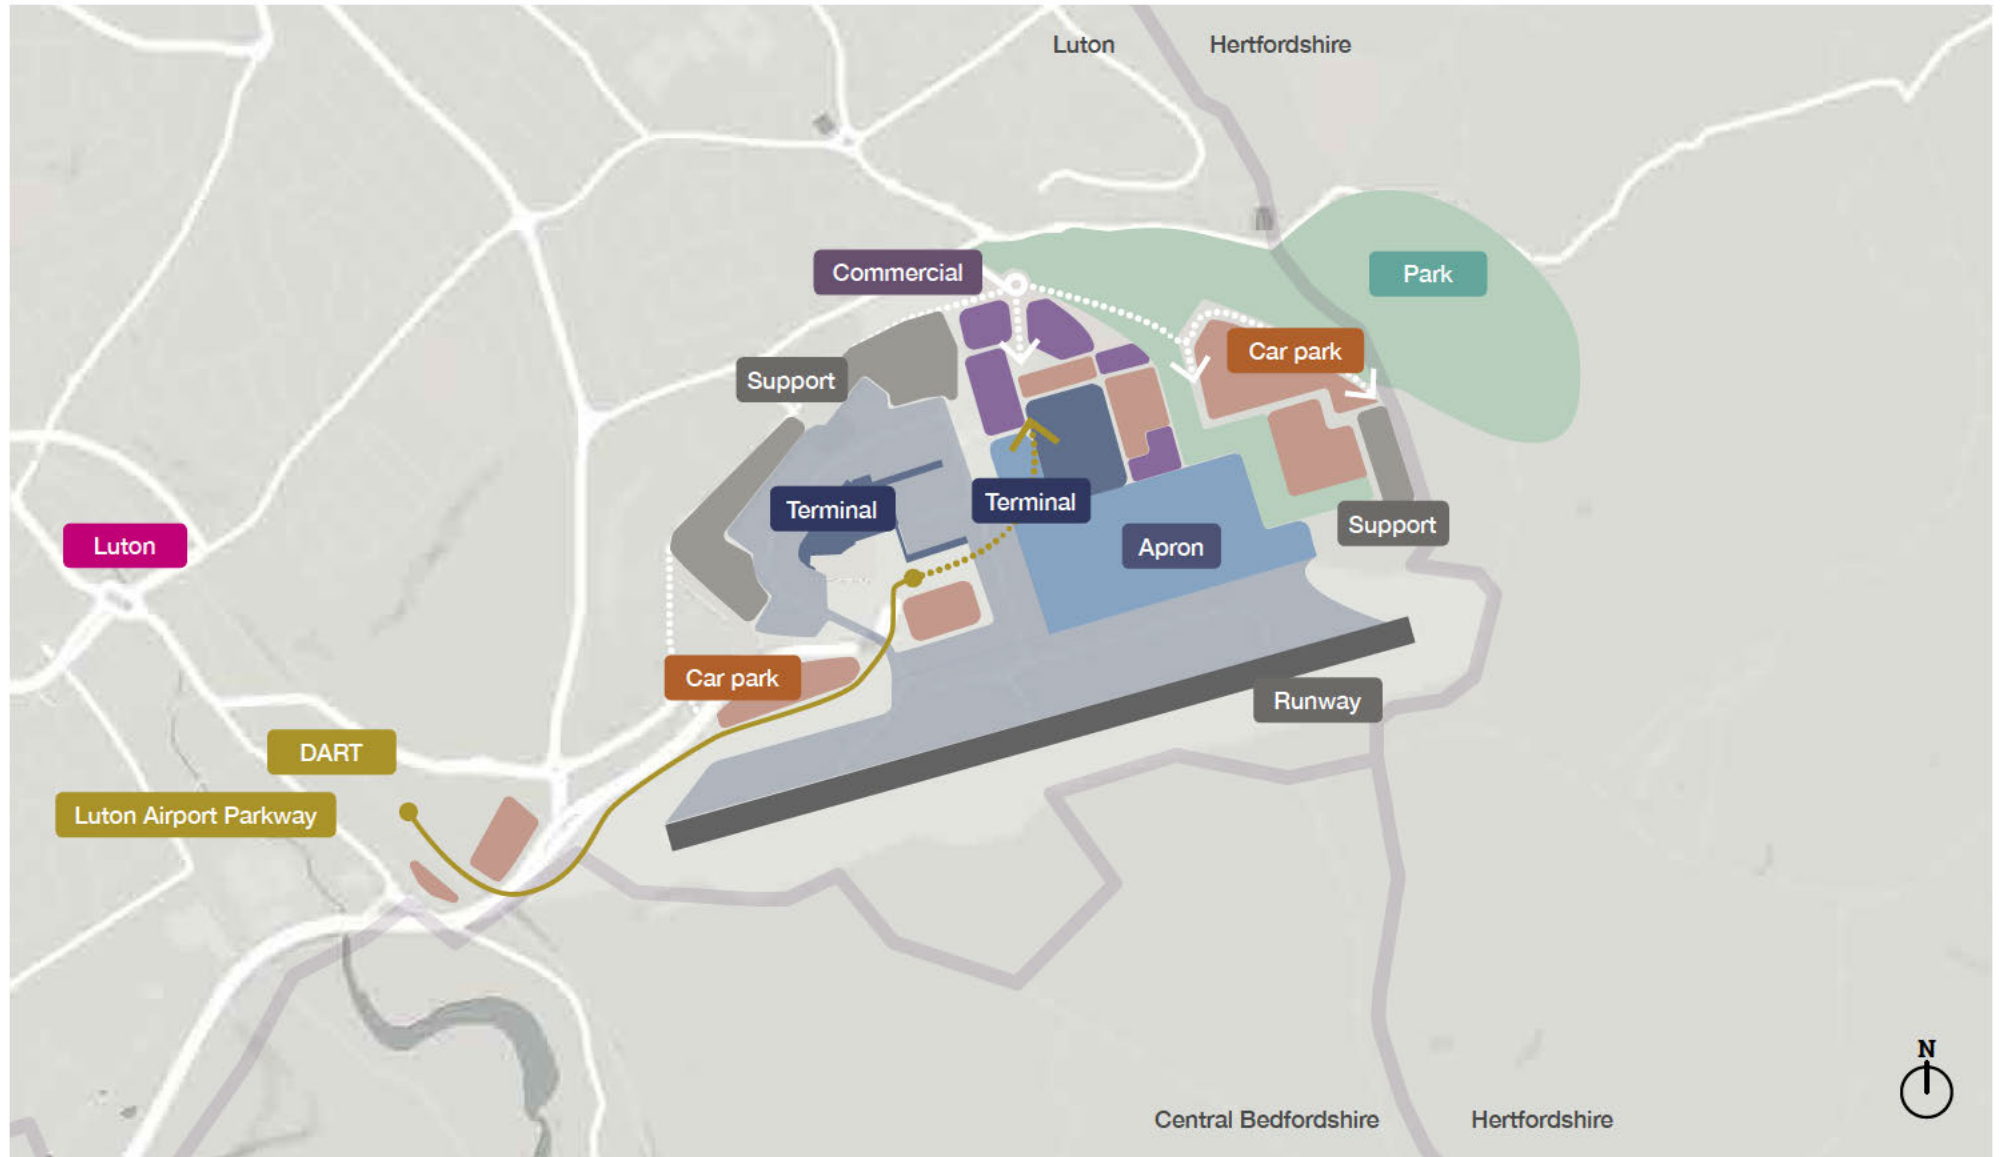 Luton
Hertfordshire
Commercial
Park
Car park
Support
Terminal
Terminal
Support
Apron
Luton
Car park
Runway
DART
Luton Airport Parkway
N
Central Bedfordshire
Hertfordshire